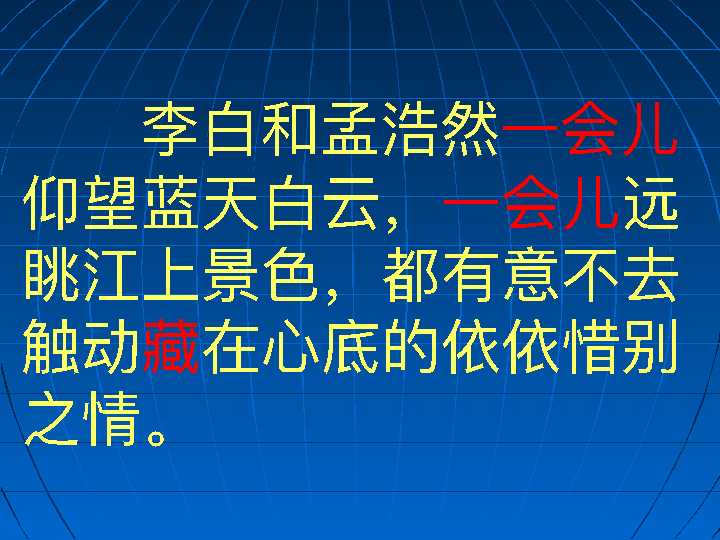 李白和孟浩然一会儿
仰望蓝天白云，一会儿远
眺江上景色，都有意不去
触动藏在心底的依依惜别
之情。